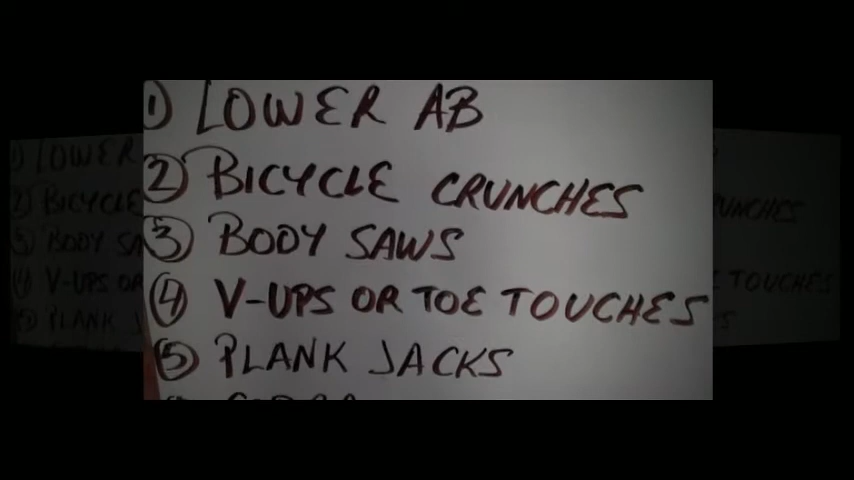 1) LOWER AB
2) BICYCLE CRUNCHES
3) BODY SAWS
4) V-UPS OR TOE TOUCHES
5) PLANK JACKS